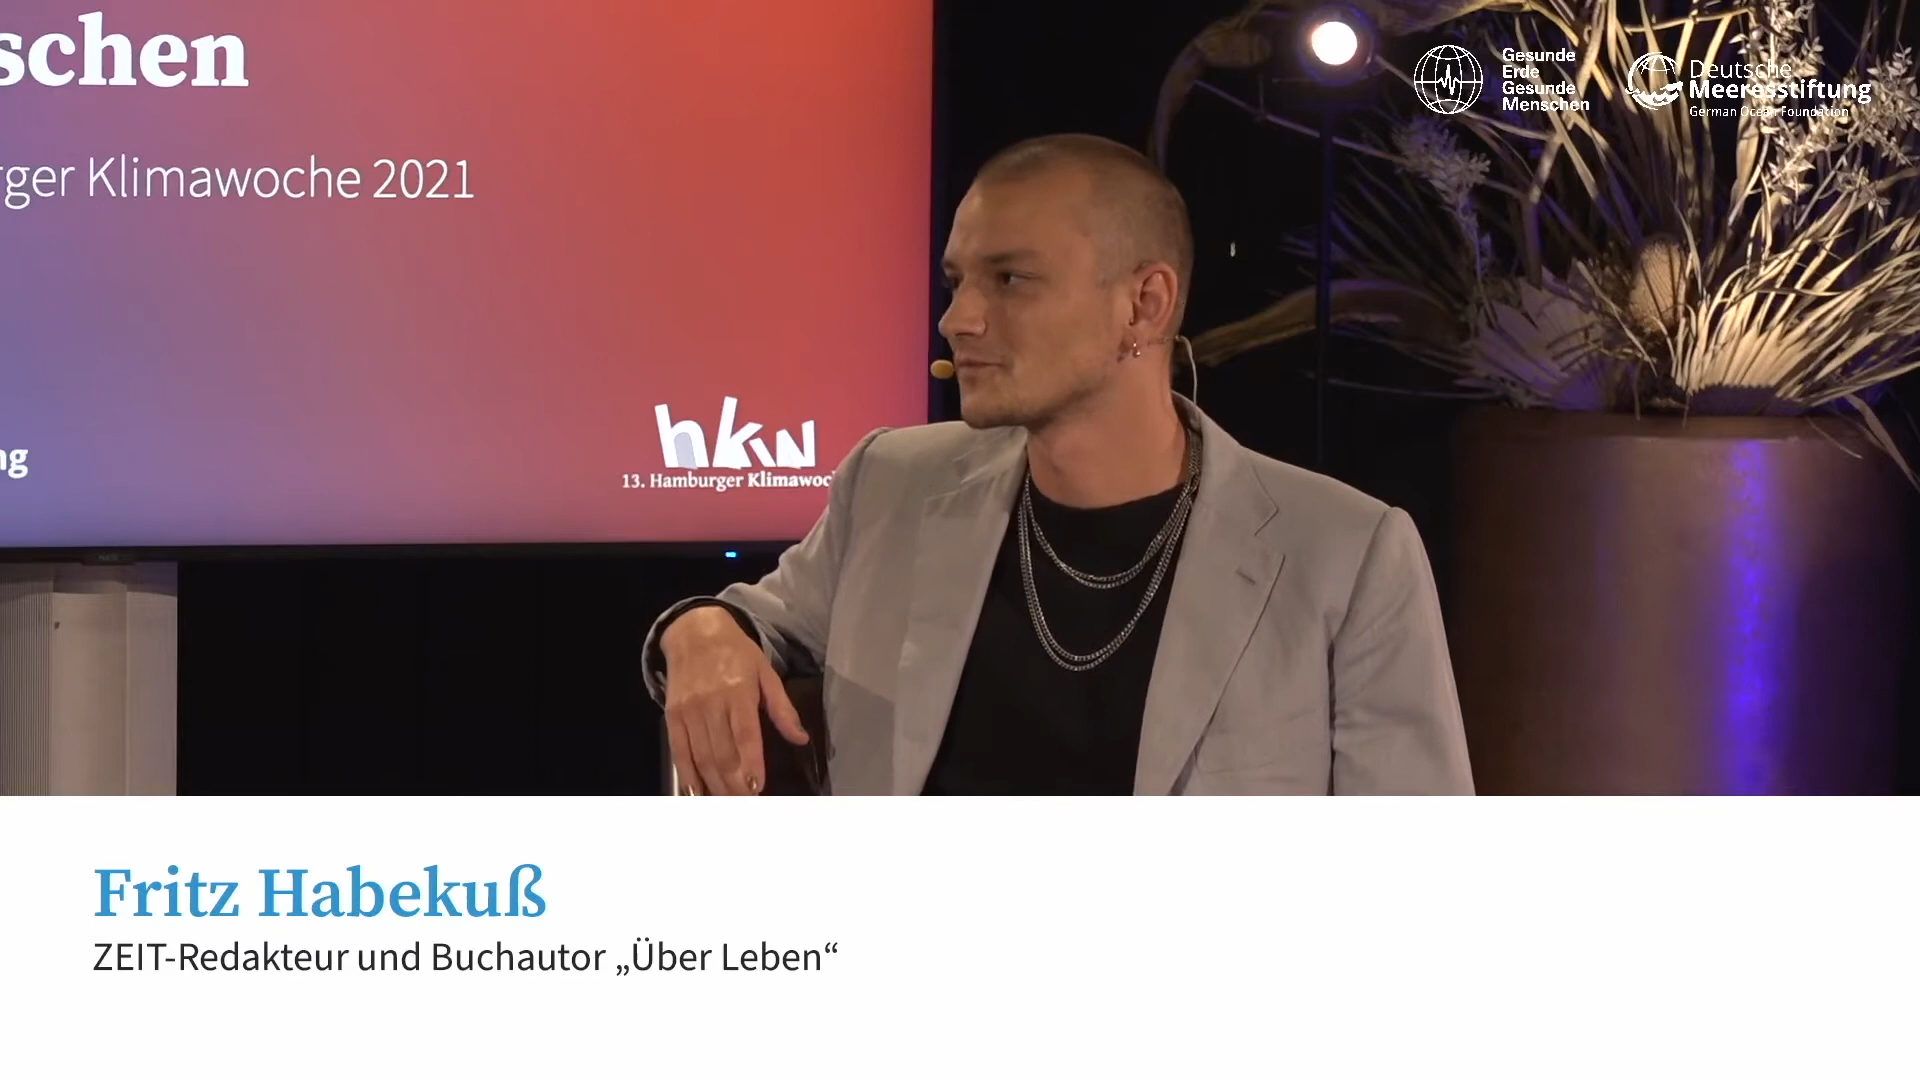 schen
rger Klimawoche 2021
ng
hkw
13. Hamburger Klimawoc
Gesunde
Erde
Gesunde
Menschen
Deutsche
Meeresstiftung
German Ocean Foundation
Fritz Habekuß
ZEIT-Redakteur und Buchautor „Über Leben“